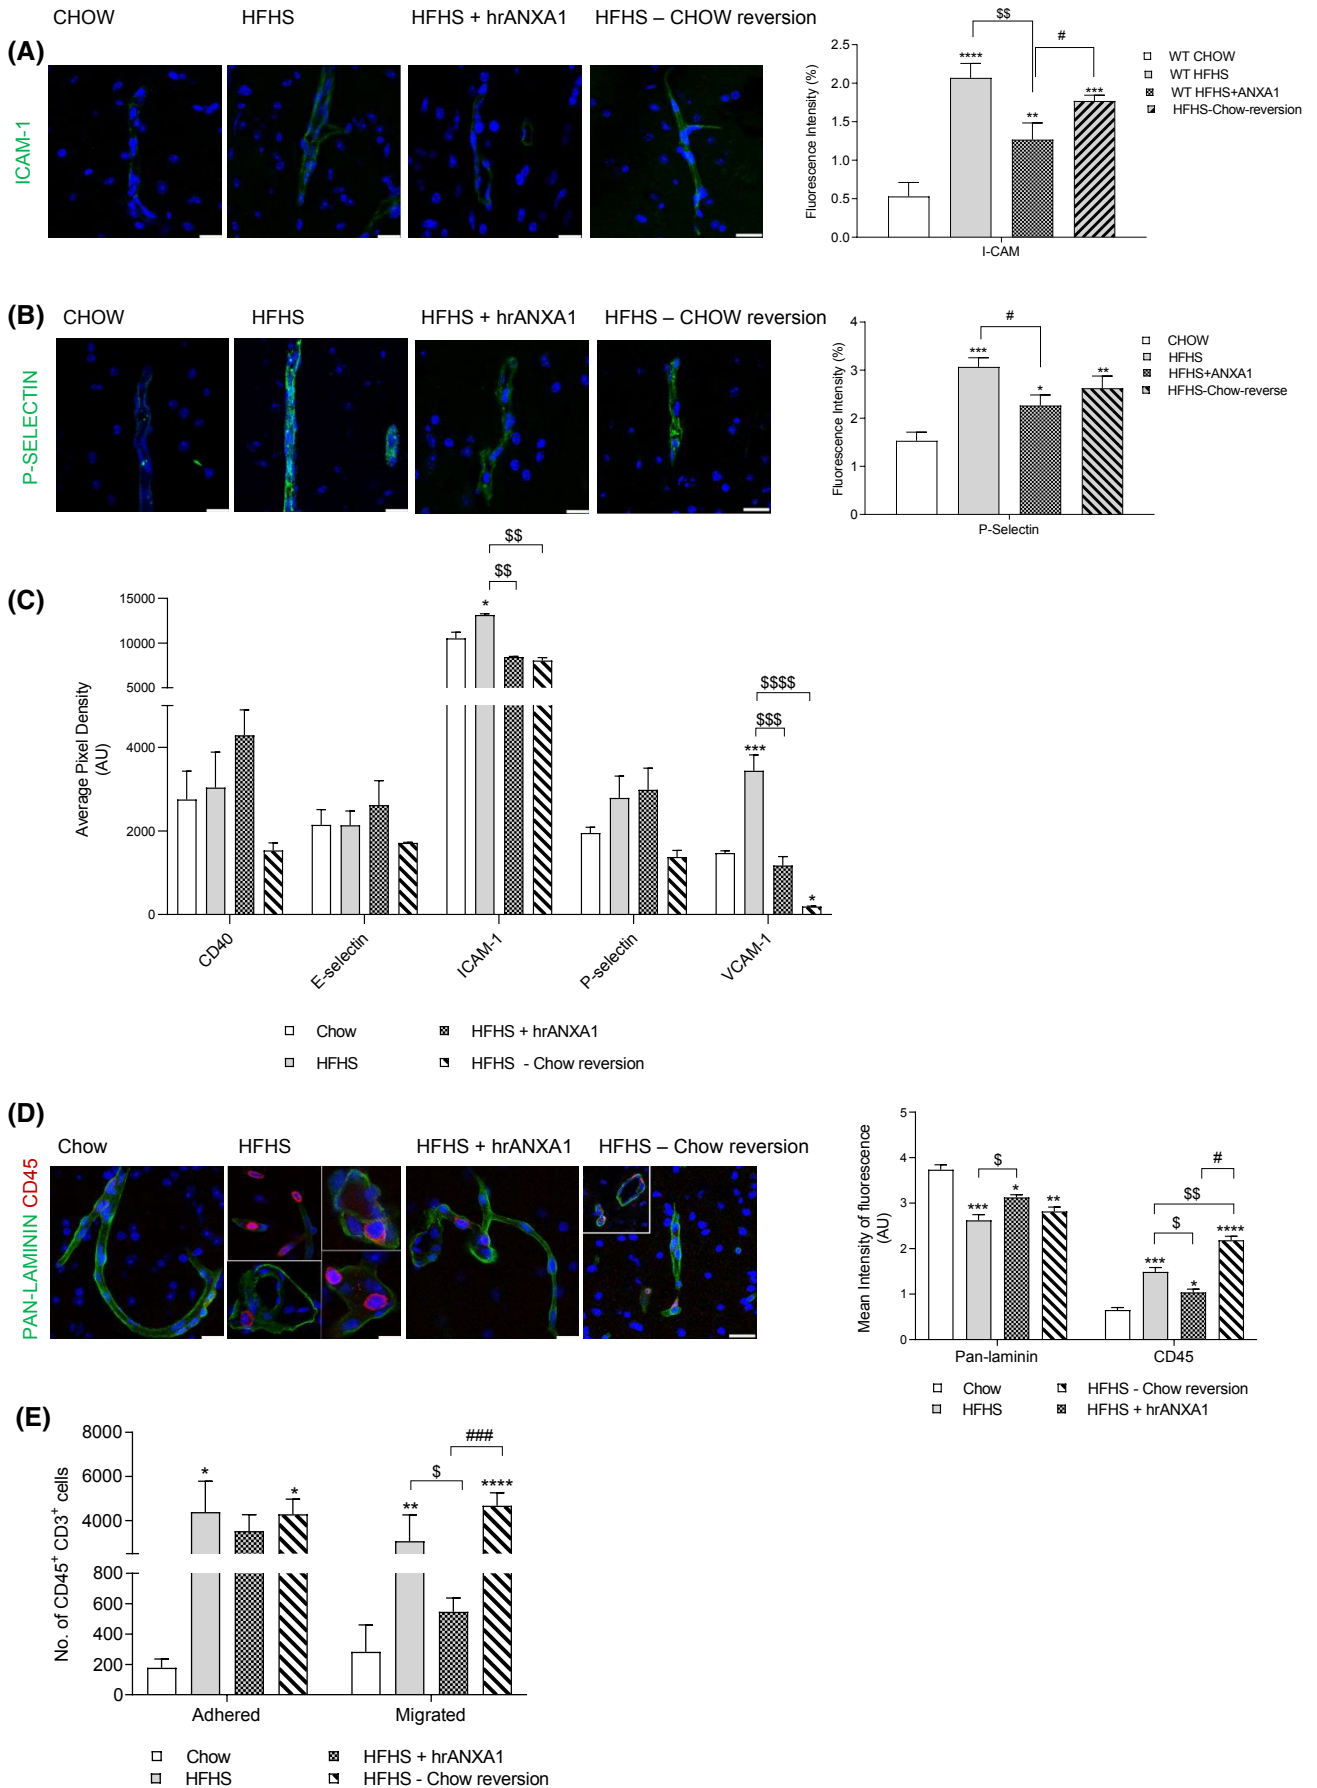 (A)
CHOW
HFHS
HFHS + hrANXA1
HFHS – CHOW reversion
ICAM-1
Fluorescence Intensity (%)
2.5
2.0
1.5
1.0
0.5
0.0
****
**
***
$$
#
I-CAM
WT CHOW
WT HFHS
WT HFHS+ANXA1
HFHS-Chow-reversion
(B)
CHOW
HFHS
HFHS + hrANXA1
HFHS – CHOW reversion
P-SELECTIN
Fluorescence Intensity (%)
4
3
2
1
0
***
*
**
#
P-Selectin
CHOW
HFHS
HFHS+ANXA1
HFHS-Chow-reverse
(C)
Average Pixel Density
(AU)
15000
10000
5000
4000
2000
0
$$
$$
*
$$$$
$$$
***
*
CD40
E-selectin
ICAM-1
P-selectin
VCAM-1
Chow
HFHS + hrANXA1
HFHS
HFHS - Chow reversion
(D)
Chow
HFHS
HFHS + hrANXA1
HFHS – Chow reversion
PAN-LAMININ CD45
Mean Intensity of fluorescence
(AU)
5
4
3
2
1
0
$
***
*
**
#
$$
$
***
*
****
Pan-laminin
CD45
Chow
HFHS - Chow reversion
HFHS
HFHS + hrANXA1
(E)
No. of CD45+ CD3+ cells
8000
6000
4000
800
600
400
200
0
*
*
###
$
**
****
Adhered
Migrated
Chow
HFHS + hrANXA1
HFHS
HFHS - Chow reversion